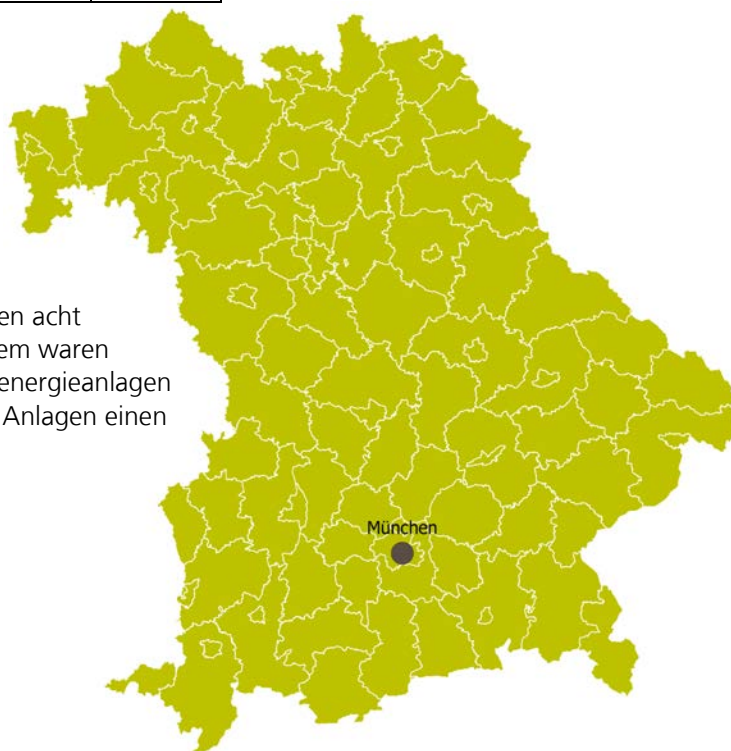 en acht
em waren
energieanlagen
Anlagen einen
München